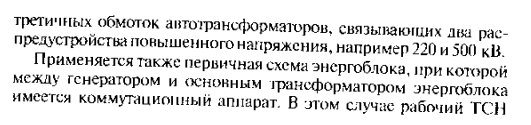 третичных обмоток автотрансформаторов, связывающих два рас-
предустройства повышенного напряжения, например 220 и 500 кВ.
Применяется также первичная схема энергоблока, при которой
между генератором и основным трансформатором энергоблока
имеется коммутационный аппарат. В этом случае рабочий ТСН